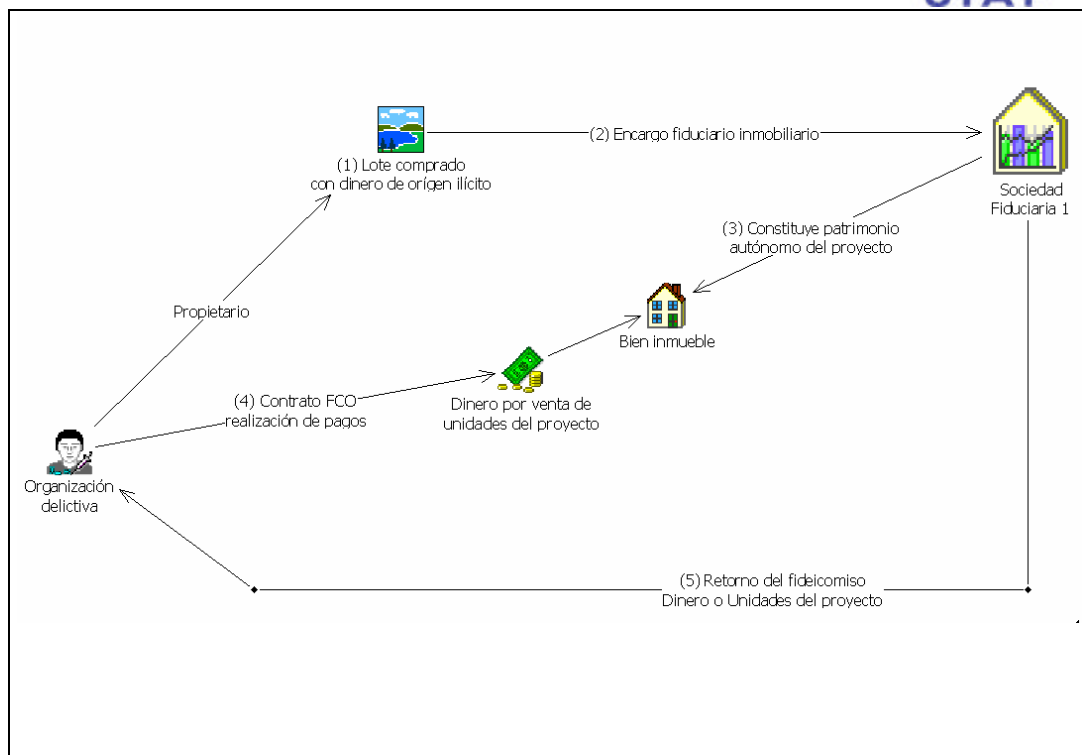 (1) Lote comprado
con dinero de orígen ilícito
(2) Encargo fiduciario inmobiliario
Sociedad
Fiduciaria 1
(3) Constituye patrimonio
autónomo del proyecto
Propietario
Bien inmueble
(4) Contrato FCO
realización de pagos
Dinero por venta de
unidades del proyecto
Organización
delictiva
(5) Retorno del fideicomiso
Dinero o Unidades del proyecto